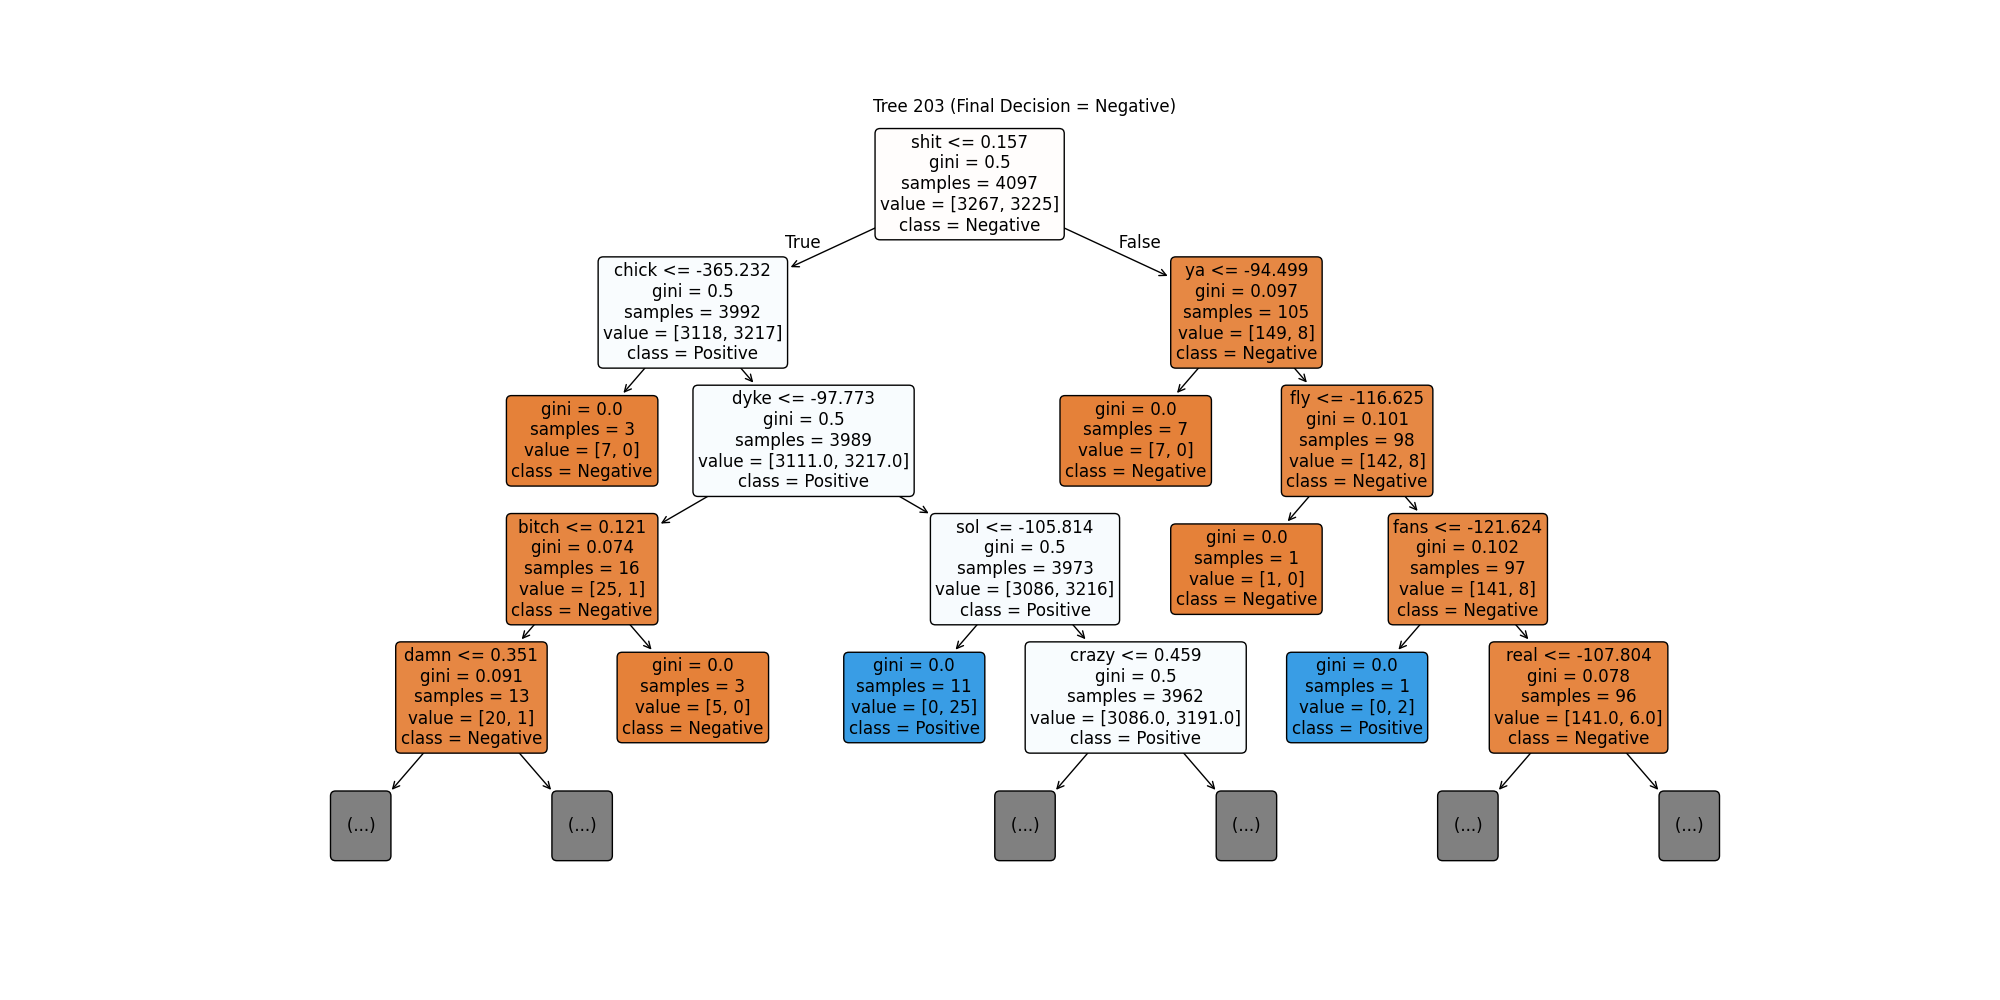 Tree 203 (Final Decision = Negative)
shit <= 0.157
gini = 0.5
samples = 4097
value = [3267, 3225]
class = Negative
True
False
chick <= -365.232
gini = 0.5
samples = 3992
value = [3118, 3217]
class = Positive
ya <= -94.499
gini = 0.097
samples = 105
value = [149, 8]
class = Negative
gini = 0.0
samples = 3
value = [7, 0]
class = Negative
dyke <= -97.773
gini = 0.5
samples = 3989
value = [3111.0, 3217.0]
class = Positive
gini = 0.0
samples = 7
value = [7, 0]
class = Negative
fly <= -116.625
gini = 0.101
samples = 98
value = [142, 8]
class = Negative
bitch <= 0.121
gini = 0.074
samples = 16
value = [25, 1]
class = Negative
sol <= -105.814
gini = 0.5
samples = 3973
value = [3086, 3216]
class = Positive
gini = 0.0
samples = 1
value = [1, 0]
class = Negative
fans <= -121.624
gini = 0.102
samples = 97
value = [141, 8]
class = Negative
damn <= 0.351
gini = 0.091
samples = 13
value = [20, 1]
class = Negative
gini = 0.0
samples = 3
value = [5, 0]
class = Negative
gini = 0.0
samples = 11
value = [0, 25]
class = Positive
crazy <= 0.459
gini = 0.5
samples = 3962
value = [3086.0, 3191.0]
class = Positive
gini = 0.0
samples = 1
value = [0, 2]
class = Positive
real <= -107.804
gini = 0.078
samples = 96
value = [141.0, 6.0]
class = Negative
(...)
(...)
(...)
(...)
(...)
(...)